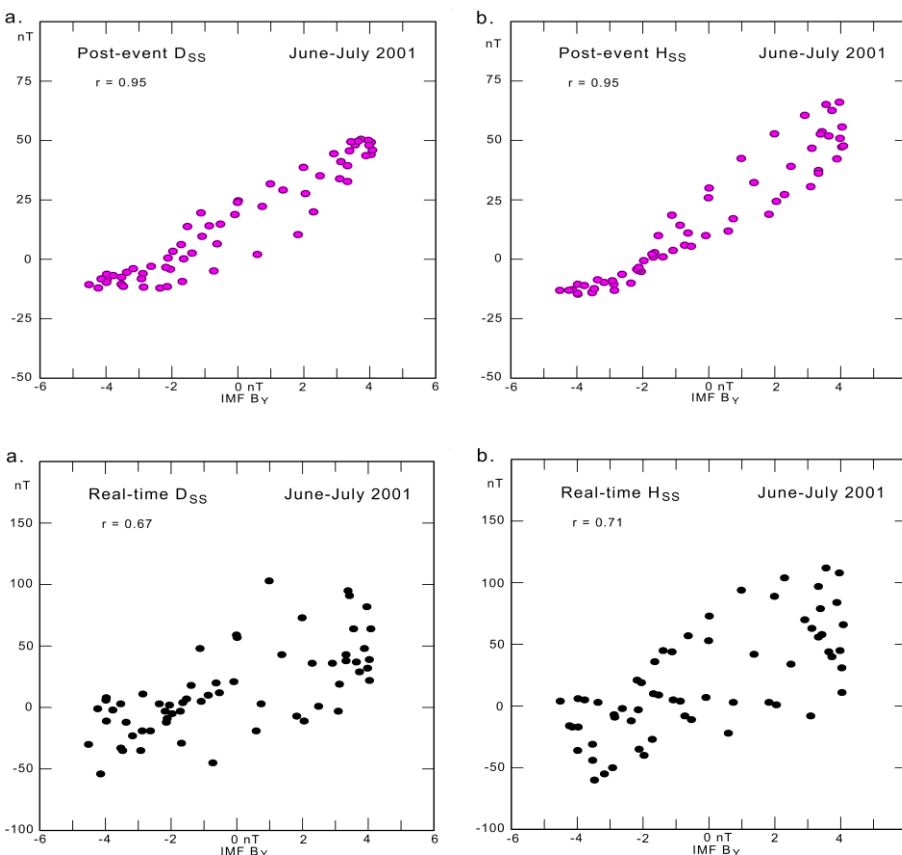 a.
nT
Post-event DSS June-July 2001
r = 0.95
75
50
25
0
-25
-50
-6 -4 -2 0 nT 2 4 6
IMF BY
b.
nT
Post-event HSS June-July 2001
r = 0.95
75
50
25
0
-25
-50
-6 -4 -2 0 nT 2 4
IMF BY
a.
nT
Real-time DSS June-July 2001
r = 0.67
150
100
50
0
-50
-100
-6 -4 -2 0 nT 2 4 6
IMF BY
b.
nT
Real-time HSS June-July 2001
r = 0.71
150
100
50
0
-50
-100
-6 -4 -2 0 nT 2 4
IMF BY